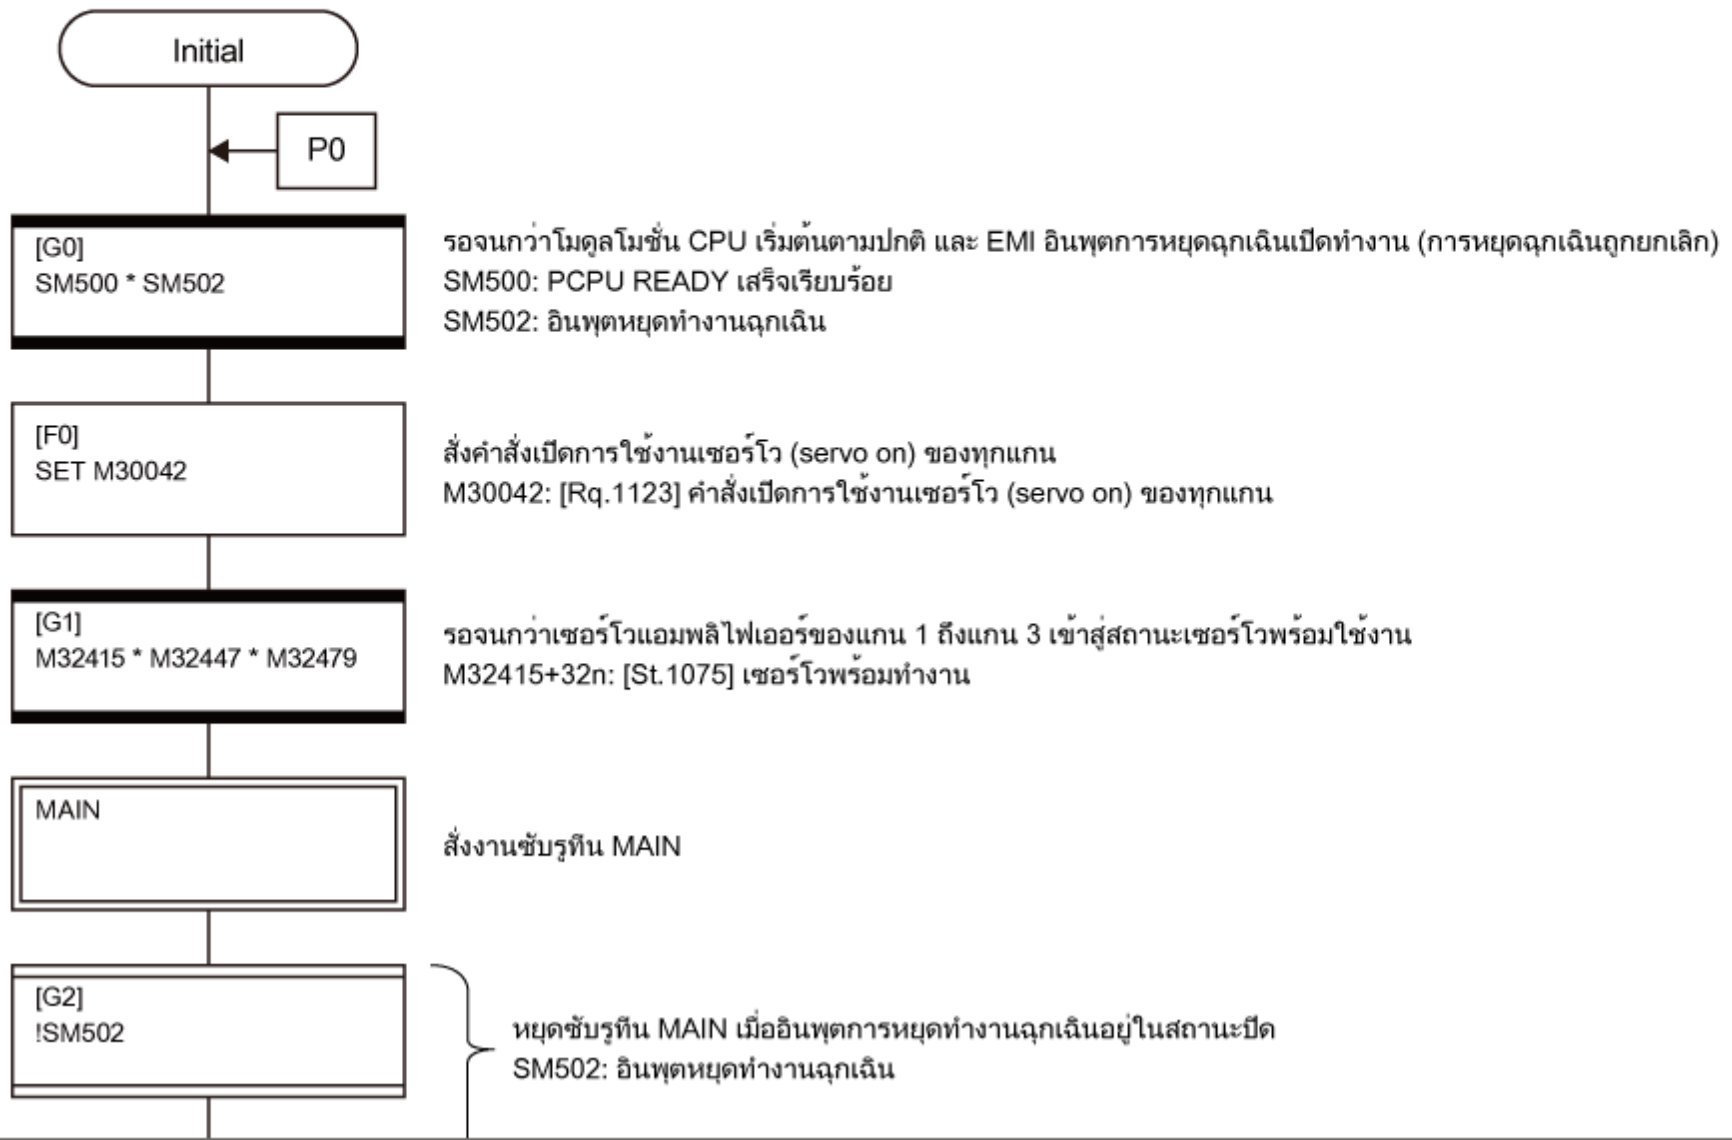 Initial
P0
[G0]
SM500 * SM502
รอจนกว่าโมดูลโมชั่น CPU เริ่มต้นตามปกติ และ EMI อินพุตการหยุดฉุกเฉินเปิดทำงาน (การหยุดฉุกเฉินถูกยกเลิก)
SM500: PCPU READY เสร็จเรียบร้อย
SM502: อินพุตหยุดทำงานฉุกเฉิน
[F0]
SET M30042
สั่งคำสั่งเปิดการใช้งานเซอร์โว (servo on) ของทุกแกน
M30042: [Rq.1123] คำสั่งเปิดการใช้งานเซอร์โว (servo on) ของทุกแกน
[G1]
M32415 * M32447 * M32479
รอจนกว่าเซอร์โวแอมพลิไฟเออร์ของแกน 1 ถึงแกน 3 เข้าสู่สถานะเซอร์โวพร้อมใช้งาน
M32415+32n: [St.1075] เซอร์โวพร้อมทำงาน
MAIN
สั่งงานซับรูทีน MAIN
[G2]
!SM502
หยุดซับรูทีน MAIN เมื่ออินพุตการหยุดทำงานฉุกเฉินอยู่ในสถานะปิด
SM502: อินพุตหยุดทำงานฉุกเฉิน